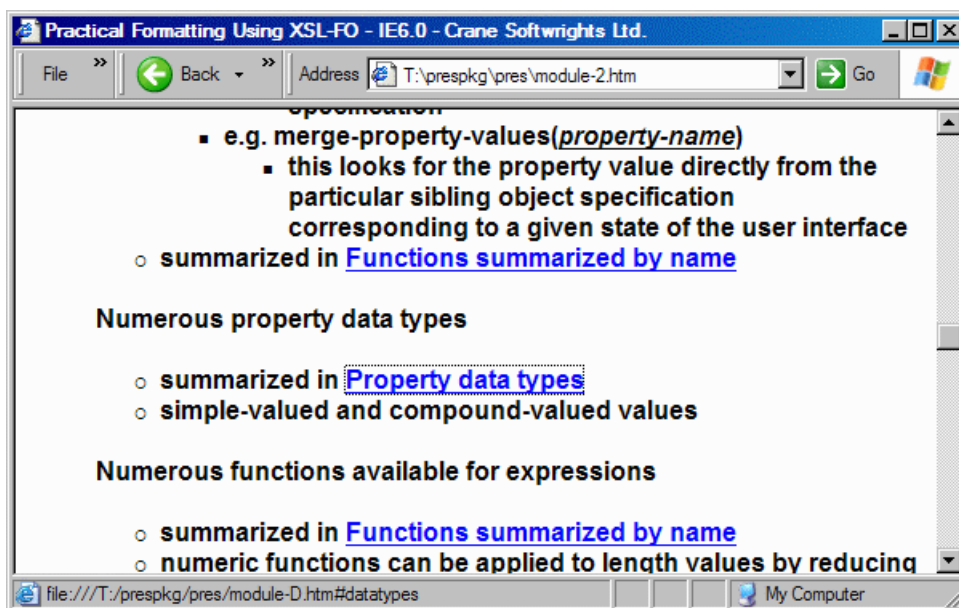 Practical Formatting Using XSL-FO - IE6.0 - Crane Softwrights Ltd.
File » Back » Address T:\prespkg\pres\module-2.htm Go
specification
▪ e.g. merge-property-values(property-name)
▪ this looks for the property value directly from the
particular sibling object specification
corresponding to a given state of the user interface
○ summarized in Functions summarized by name
Numerous property data types
○ summarized in Property data types
○ simple-valued and compound-valued values
Numerous functions available for expressions
○ summarized in Functions summarized by name
○ numeric functions can be applied to length values by reducing
file:///T:/prespkg/pres/module-D.htm#datatypes My Computer